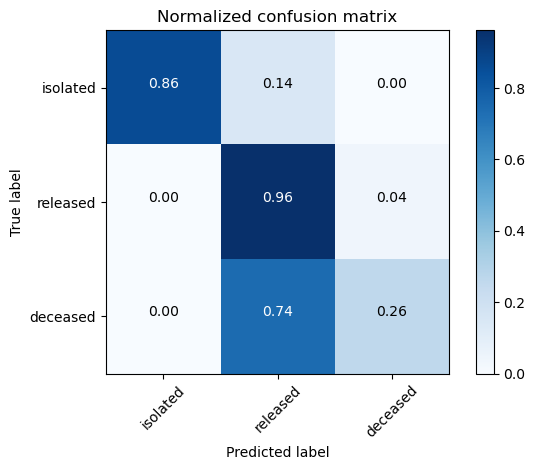 Normalized confusion matrix
isolated 0.86 0.14 0.00
released 0.00 0.96 0.04
deceased 0.00 0.74 0.26
isolated released deceased
True label
Predicted label
0.8
0.6
0.4
0.2
0.0